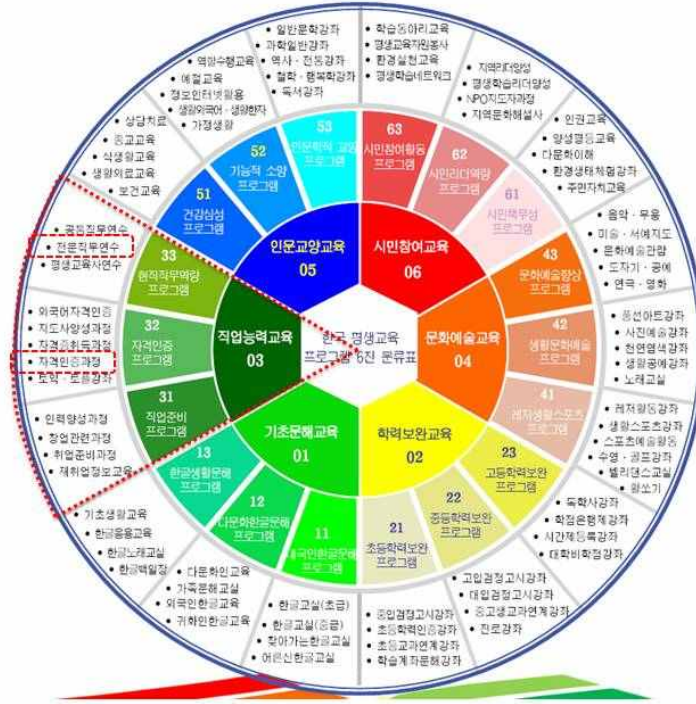 한국 평생교육
프로그램 6진 분류표
기초문해교육
01
학력보완교육
02
직업능력교육
03
문화예술교육
04
인문교양교육
05
시민참여교육
06
11
내국인한글문해
프로그램
12
다문화한글문해
프로그램
13
한글생활문해
프로그램
21
초등학력보완
프로그램
22
중등학력보완
프로그램
23
고등학력보완
프로그램
31
직업준비
프로그램
32
자격인증
프로그램
33
현직직무역량
프로그램
41
레저생활스포츠
프로그램
42
생활문화예술
프로그램
43
문화예술향상
프로그램
51
건강심성
프로그램
52
기능적 소양
프로그램
53
인문학적 교양
프로그램
61
시민책무성
프로그램
62
시민리더역량
프로그램
63
시민참여활동
프로그램
• 한글교실(초급)
• 한글교실(중급)
• 찾아가는한글교실
• 어르신한글교실
• 다문화인교육
• 가족문해교실
• 외국인한글교육
• 귀화인한글교육
• 기초생활교육
• 한글응용교육
• 한글노래교실
• 한글백일장
• 중입검정고시강좌
• 초등학력인증강좌
• 초등교과연계강좌
• 학습계좌문해강좌
• 고입검정고시강좌
• 대입검정고시강좌
• 중고생교과연계강좌
• 진로강좌
• 독학사강좌
• 학점은행제강좌
• 시간제등록강좌
• 대학비학점강좌
• 인력양성과정
• 창업관련과정
• 취업준비과정
• 재취업정보교육
• 외국어자격인증
• 지도사양성과정
• 자격증취득과정
• 자격인증과정
• 토익·토플강좌
• 공통직무연수
• 전문직무연수
• 평생교육사연수
• 레저활동강좌
• 생활스포츠강좌
• 스포츠예술활동
• 수영·골프강좌
• 벨리댄스교실
• 활쏘기
• 풍선아트강좌
• 사진예술강좌
• 천연염색강좌
• 생활공예강좌
• 노래교실
• 음악·무용
• 미술·서예지도
• 문화예술관람
• 도자기·공예
• 연극·영화
• 상담치료
• 종교교육
• 식생활교육
• 생활의료교육
• 보건교육
• 역할수행교육
• 예절교육
• 정보인터넷활용
• 생활외국어·생활한자
• 가정생활
• 일반문학강좌
• 과학일반강좌
• 역사·전통강좌
• 철학·행복학강좌
• 독서강좌
• 인권교육
• 양성평등교육
• 다문화이해
• 환경생태체험강좌
• 주민자치교육
• 지역리더양성
• 평생학습리더양성
• NPO지도자과정
• 지역문화해설사
• 학습동아리교육
• 평생교육자원봉사
• 환경실천교육
• 평생학습네트워크